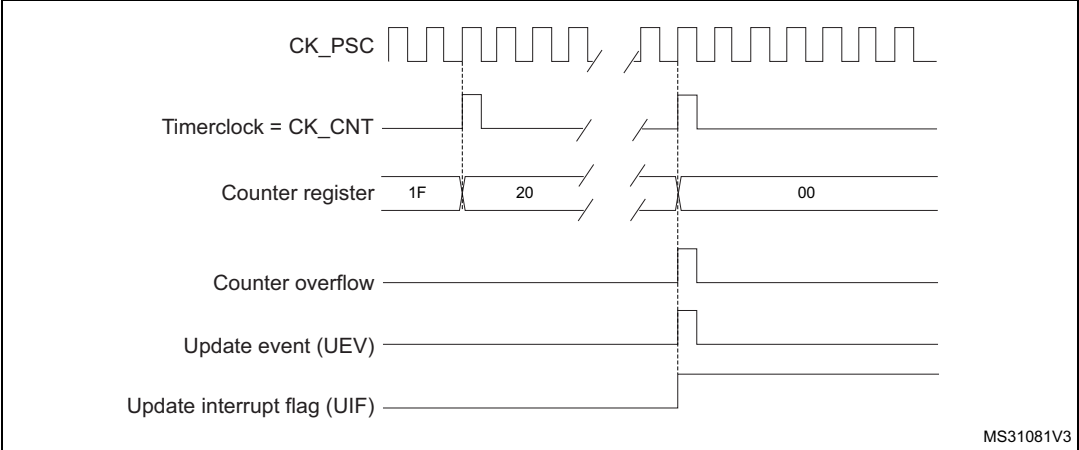 CK_PSC
Timerclock = CK_CNT
Counter register 1F 20 00
Counter overflow
Update event (UEV)
Update interrupt flag (UIF)
MS31081V3